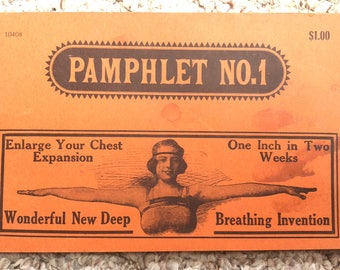 10408
$1.00
PAMPHLET NO.1
Enlarge Your Chest
Expansion
One Inch in Two
Weeks
Wonderful New Deep
Breathing Invention